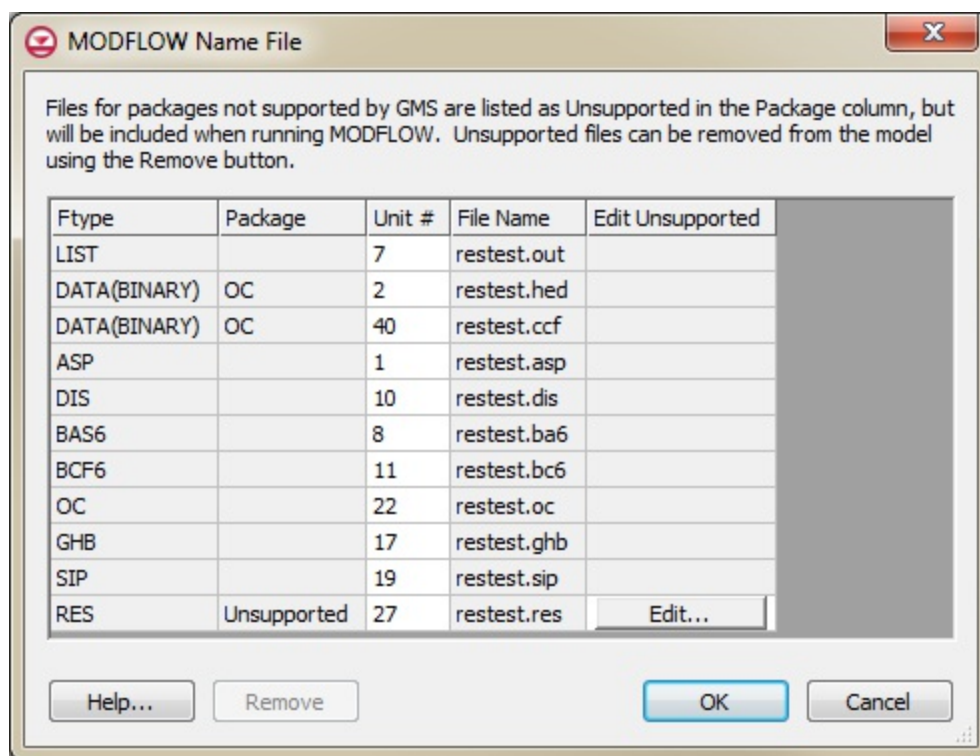 MODFLOW Name File
Files for packages not supported by GMS are listed as Unsupported in the Package column, but
will be included when running MODFLOW.  Unsupported files can be removed from the model
using the Remove button.
Ftype Package Unit # File Name Edit Unsupported
LIST 7 restest.out
DATA(BINARY) OC 2 restest.hed
DATA(BINARY) OC 40 restest.ccf
ASP 1 restest.asp
DIS 10 restest.dis
BAS6 8 restest.ba6
BCF6 11 restest.bc6
OC 22 restest.oc
GHB 17 restest.ghb
SIP 19 restest.sip
RES Unsupported 27 restest.res Edit...
Help... Remove OK Cancel